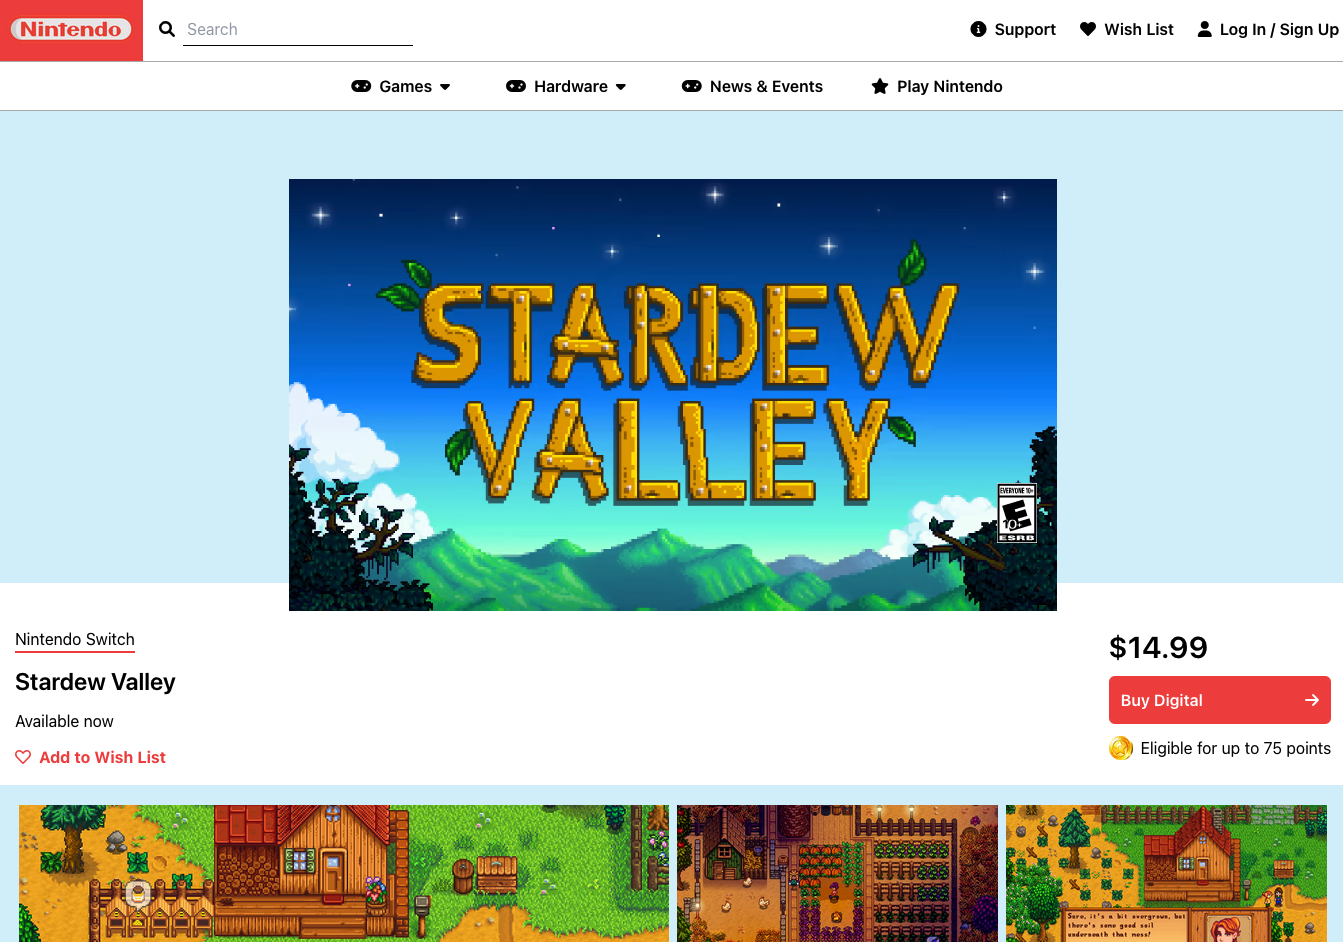 Nintendo
Search
Support
Wish List
Log In / Sign Up
Games
Hardware
News & Events
Play Nintendo
STARDEW
VALLEY
EVERYONE 10+
E
10+
ESRB
Nintendo Switch
$14.99
Stardew Valley
Buy Digital
Available now
Eligible for up to 75 points
Add to Wish List
Sure, it's a bit overgrown, but
there's some good soil
underneath that mess!